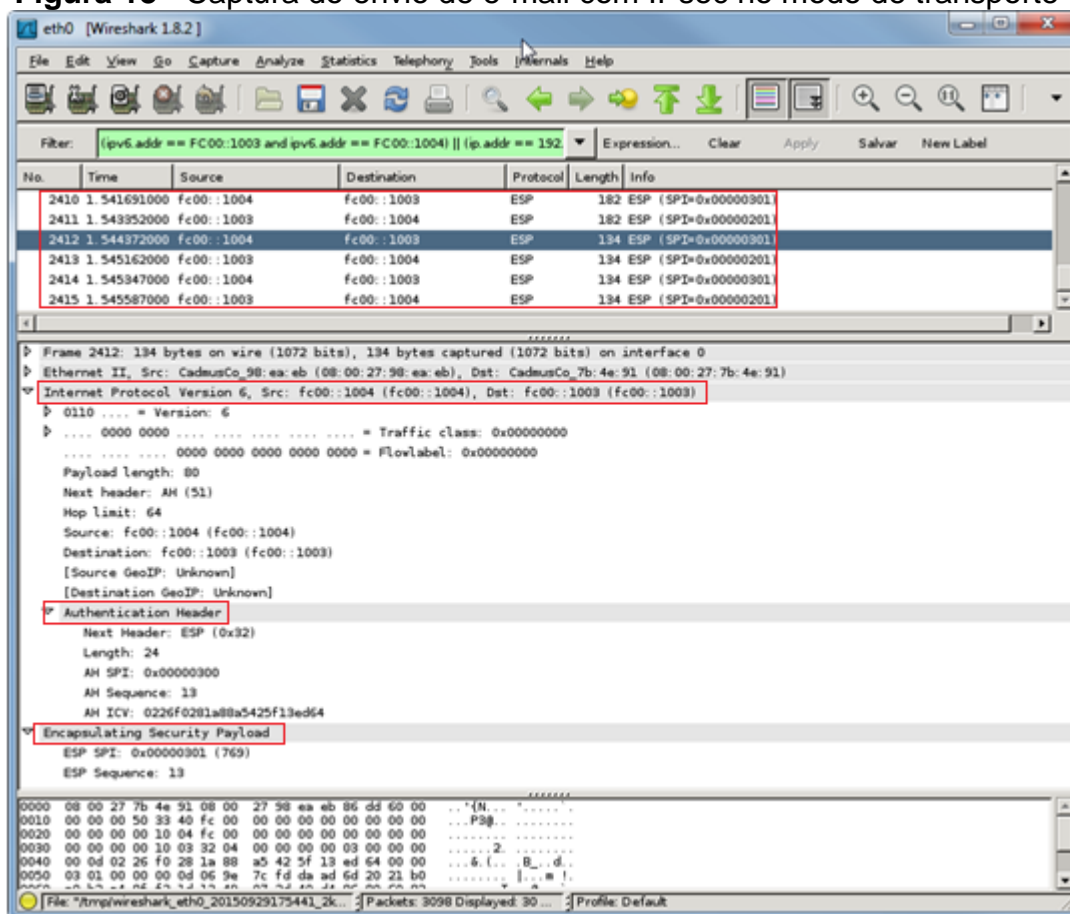 Figura 18 - Captura do envio de e-mail com IPSec no modo de transporte
eth0 [Wireshark 1.8.2 ]
File Edit View Go Capture Analyze Statistics Telephony Tools Internals Help
Filter: (ipv6.addr == FC00::1003 and ipv6.addr == FC00::1004) || (ip.addr == 192. Expression... Clear Apply Salvar New Label
No. Time Source Destination Protocol Length Info
2410 1.541691000 fc00::1004 fc00::1003 ESP 182 ESP (SPI=0x00000301)
2411 1.543352000 fc00::1003 fc00::1004 ESP 182 ESP (SPI=0x00000201)
2412 1.544372000 fc00::1004 fc00::1003 ESP 134 ESP (SPI=0x00000301)
2413 1.545162000 fc00::1003 fc00::1004 ESP 134 ESP (SPI=0x00000201)
2414 1.545347000 fc00::1004 fc00::1003 ESP 134 ESP (SPI=0x00000301)
2415 1.545587000 fc00::1003 fc00::1004 ESP 134 ESP (SPI=0x00000201)
Frame 2412: 134 bytes on wire (1072 bits), 134 bytes captured (1072 bits) on interface 0
Ethernet II, Src: CadmusCo_98:ea:eb (08:00:27:98:ea:eb), Dst: CadmusCo_7b:4e:91 (08:00:27:7b:4e:91)
Internet Protocol Version 6, Src: fc00::1004 (fc00::1004), Dst: fc00::1003 (fc00::1003)
0110 .... = Version: 6
.... 0000 0000 .... .... .... .... .... = Traffic class: 0x00000000
.... .... .... 0000 0000 0000 0000 0000 = Flowlabel: 0x00000000
Payload length: 80
Next header: AH (51)
Hop limit: 64
Source: fc00::1004 (fc00::1004)
Destination: fc00::1003 (fc00::1003)
[Source GeoIP: Unknown]
[Destination GeoIP: Unknown]
Authentication Header
Next Header: ESP (0x32)
Length: 24
AH SPI: 0x00000300
AH Sequence: 13
AH ICV: 0226f0281a88a5425f13ed64
Encapsulating Security Payload
ESP SPI: 0x00000301 (769)
ESP Sequence: 13
0000 08 00 27 7b 4e 91 08 00 27 98 ea eb 86 dd 60 00 ..'{N... '.....`.
0010 00 00 00 50 33 40 fc 00 00 00 00 00 00 00 00 00 ...P3@.. ........
0020 00 00 00 00 10 04 fc 00 00 00 00 00 00 00 00 00 ........ ........
0030 00 00 00 00 10 03 32 04 00 00 00 00 03 00 00 00 ......2. ........
0040 00 0d 02 26 f0 28 1a 88 a5 42 5f 13 ed 64 00 00 ...&.(.. .B_..d..
0050 03 01 00 00 00 0d 06 9e 7c fd da ad 6d 20 21 b0 ........ |...m !.
File: "/tmp/wireshark_eth0_20150929175441_2k... Packets: 3098 Displayed: 30 ... Profile: Default